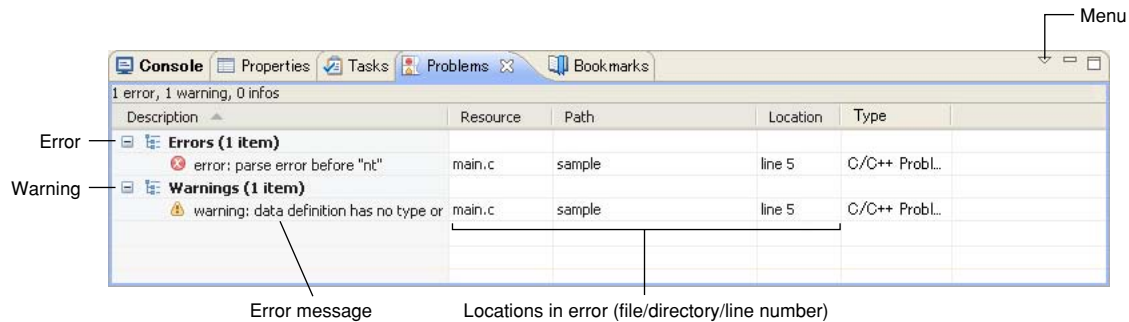 Menu
Console Properties Tasks Problems Bookmarks
1 error, 1 warning, 0 infos
Description Resource Path Location Type
Error
Errors (1 item)
error: parse error before "nt" main.c sample line 5 C/C++ Probl...
Warning
Warnings (1 item)
warning: data definition has no type or main.c sample line 5 C/C++ Probl...
Error message
Locations in error (file/directory/line number)